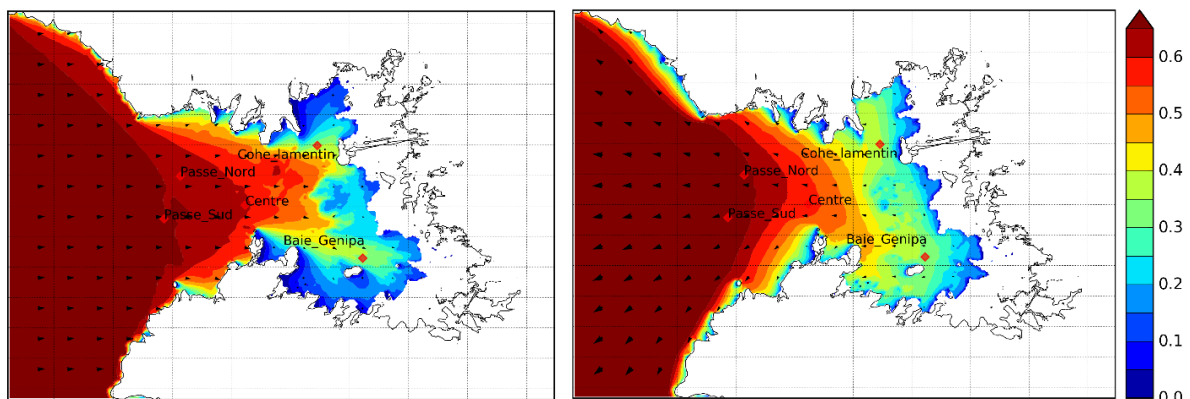 Cohe_lamentin
Passe_Nord
Centre
Passe_Sud
Baie_Genipa
Cohe_lamentin
Passe_Nord
Centre
Passe_Sud
Baie_Genipa
0.6
0.5
0.4
0.3
0.2
0.1
0.0